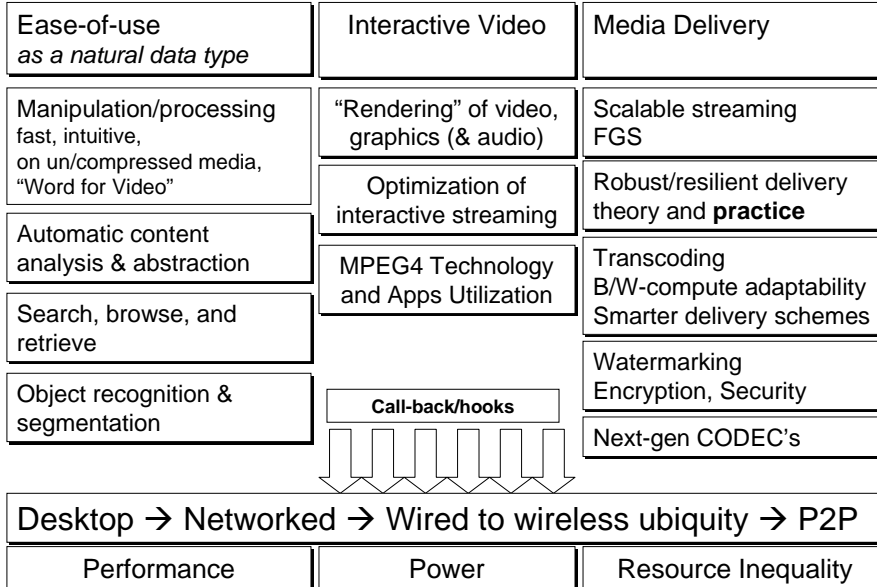 Ease-of-use
as a natural data type
Manipulation/processing
fast, intuitive,
on un/compressed media,
“Word for Video”
Automatic content
analysis & abstraction
Search, browse, and
retrieve
Object recognition &
segmentation
Interactive Video
“Rendering” of video,
graphics (& audio)
Optimization of
interactive streaming
MPEG4 Technology
and Apps Utilization
Call-back/hooks
Media Delivery
Scalable streaming
FGS
Robust/resilient delivery
theory and practice
Transcoding
B/W-compute adaptability
Smarter delivery schemes
Watermarking
Encryption, Security
Next-gen CODEC’s
Desktop → Networked → Wired to wireless ubiquity → P2P
Performance
Power
Resource Inequality